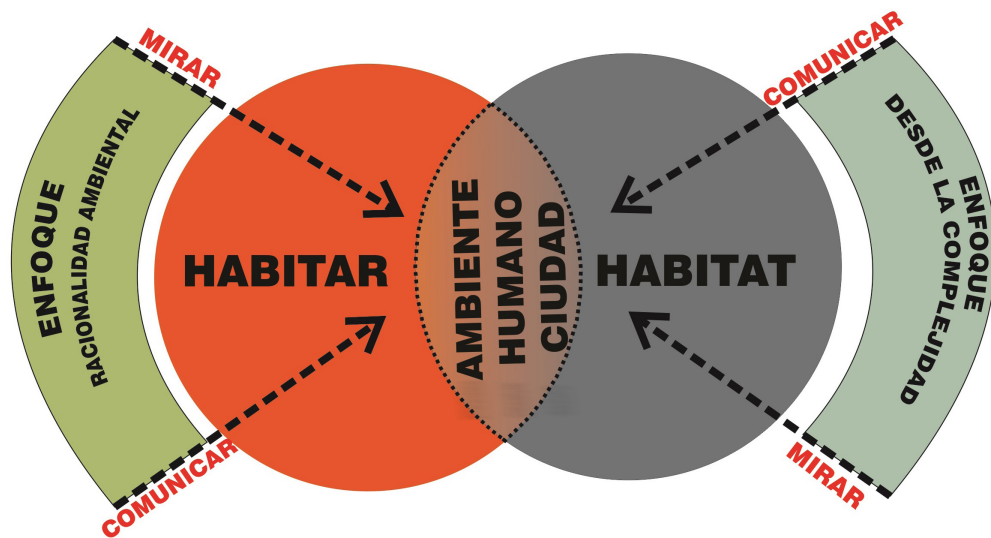 MIRAR
ENFOQUE
RACIONALIDAD AMBIENTAL
COMUNICAR
HABITAR
AMBIENTE
HUMANO
CIUDAD
HABITAT
COMUNICAR
ENFOQUE
DESDE LA COMPLEJIDAD
MIRAR